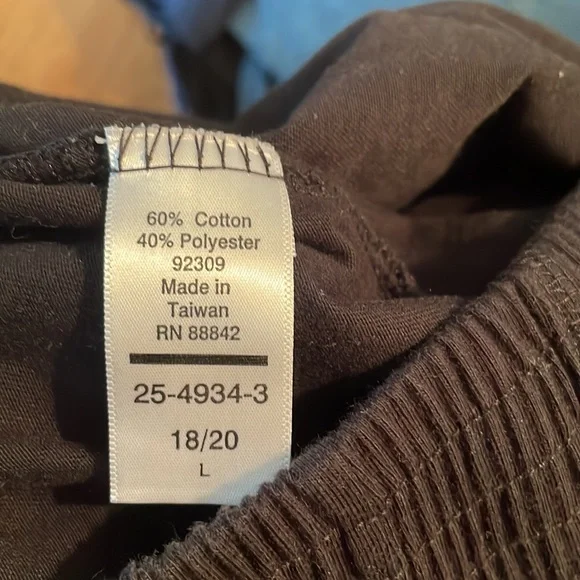 60% Cotton
40% Polyester
92309
Made in
Taiwan
RN 88842
25-4934-3
18/20
L